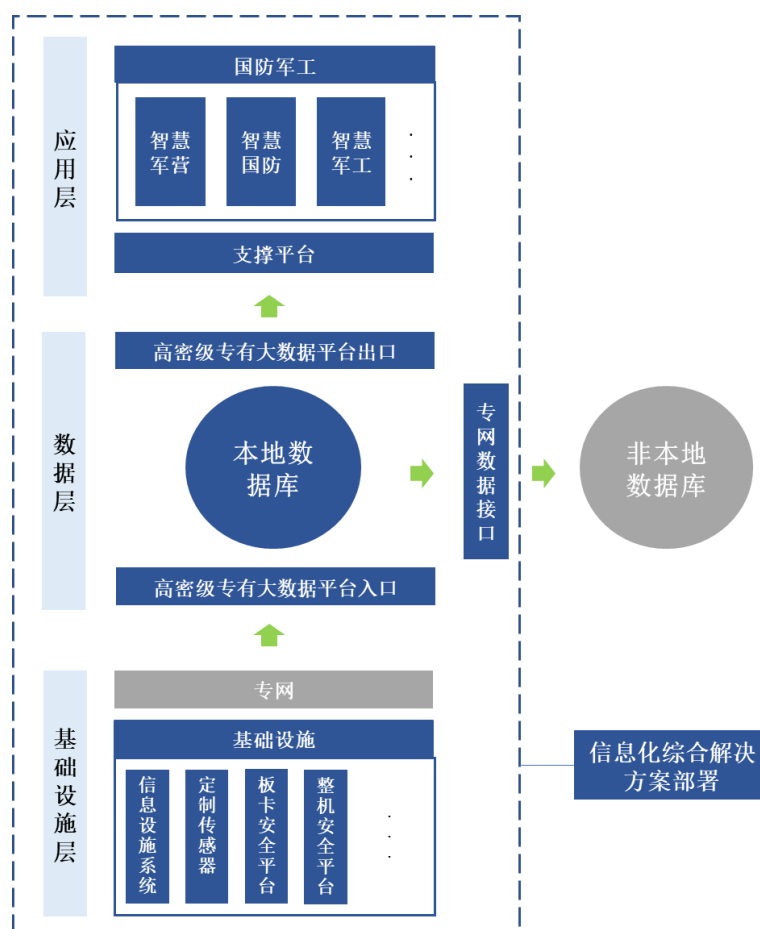 应用层
国防军工
智慧
军营
智慧
国防
智慧
军工
支撑平台
数据层
高密级专有大数据平台出口
本地数
据库
专网数据接口
非本地
数据库
高密级专有大数据平台入口
基础设施层
专网
基础设施
信息设施系统
定制传感器
板卡安全平台
整机安全平台
信息化综合解决
方案部署